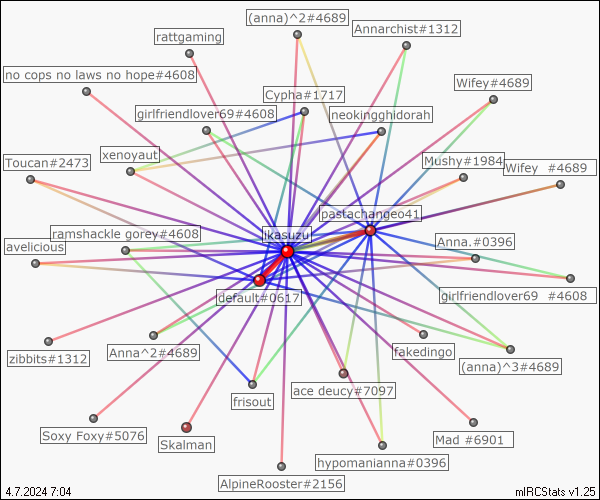 (anna)^2#4689
Annarchist#1312
rattgaming
no cops no laws no hope#4608
Wifey#4689
Cypha#1717
girlfriendlover69#4608
neokingghidorah
xenoyaut
Toucan#2473
Mushy#1984
Wifey #4689
pastachangeo41
ikasuzu
ramshackle gorey#4608
avelicious
Anna.#0396
default#0617
girlfriendlover69 #4608
zibbits#1312
Anna^2#4689
fakedingo
(anna)^3#4689
frisout
ace deucy#7097
Soxy Foxy#5076
Skalman
Mad #6901
hypomanianna#0396
AlpineRooster#2156
4.7.2024 7:04
mIRCStats v1.25